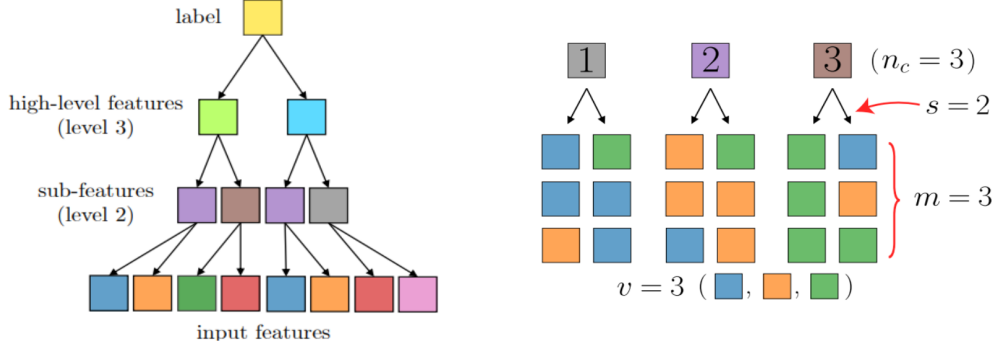 label
high-level features
(level 3)
sub-features
(level 2)
input features
1 2 3 (n_c = 3)
s = 2
m = 3
v = 3 ( , , )